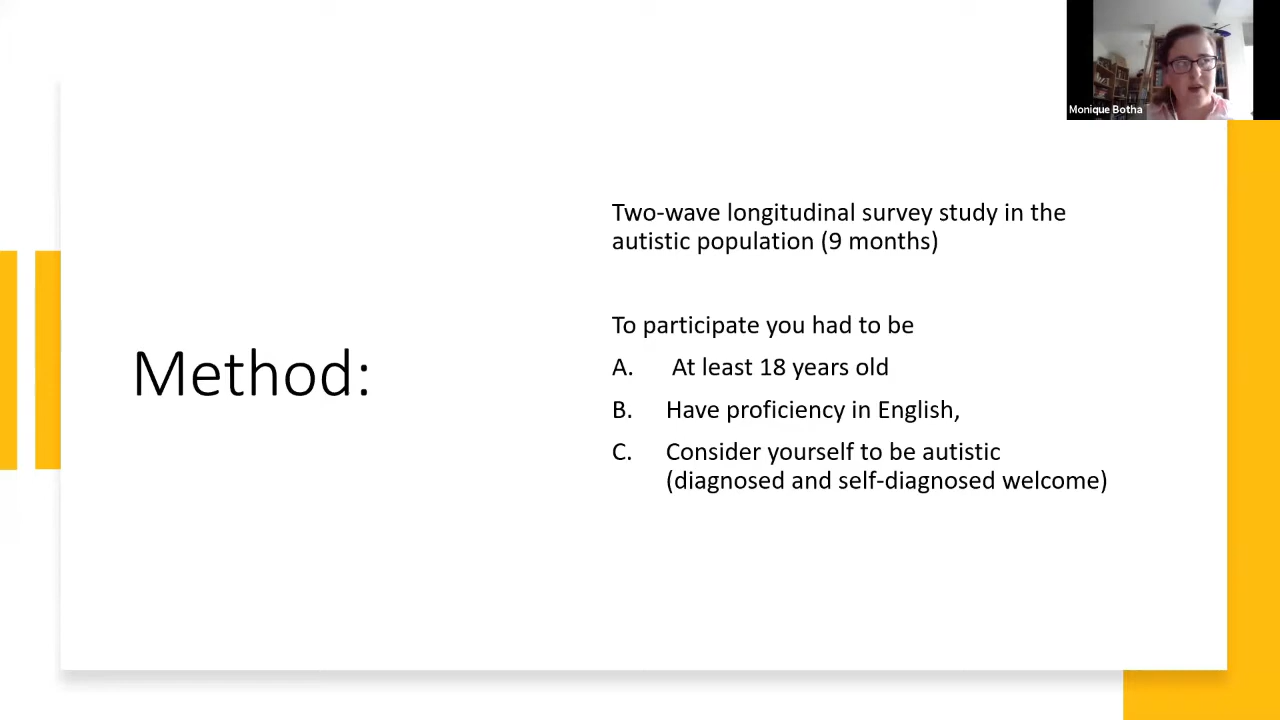 Monique Botha
Two-wave longitudinal survey study in the
autistic population (9 months)
To participate you had to be
Method:
A. At least 18 years old
B. Have proficiency in English,
C. Consider yourself to be autistic
(diagnosed and self-diagnosed welcome)